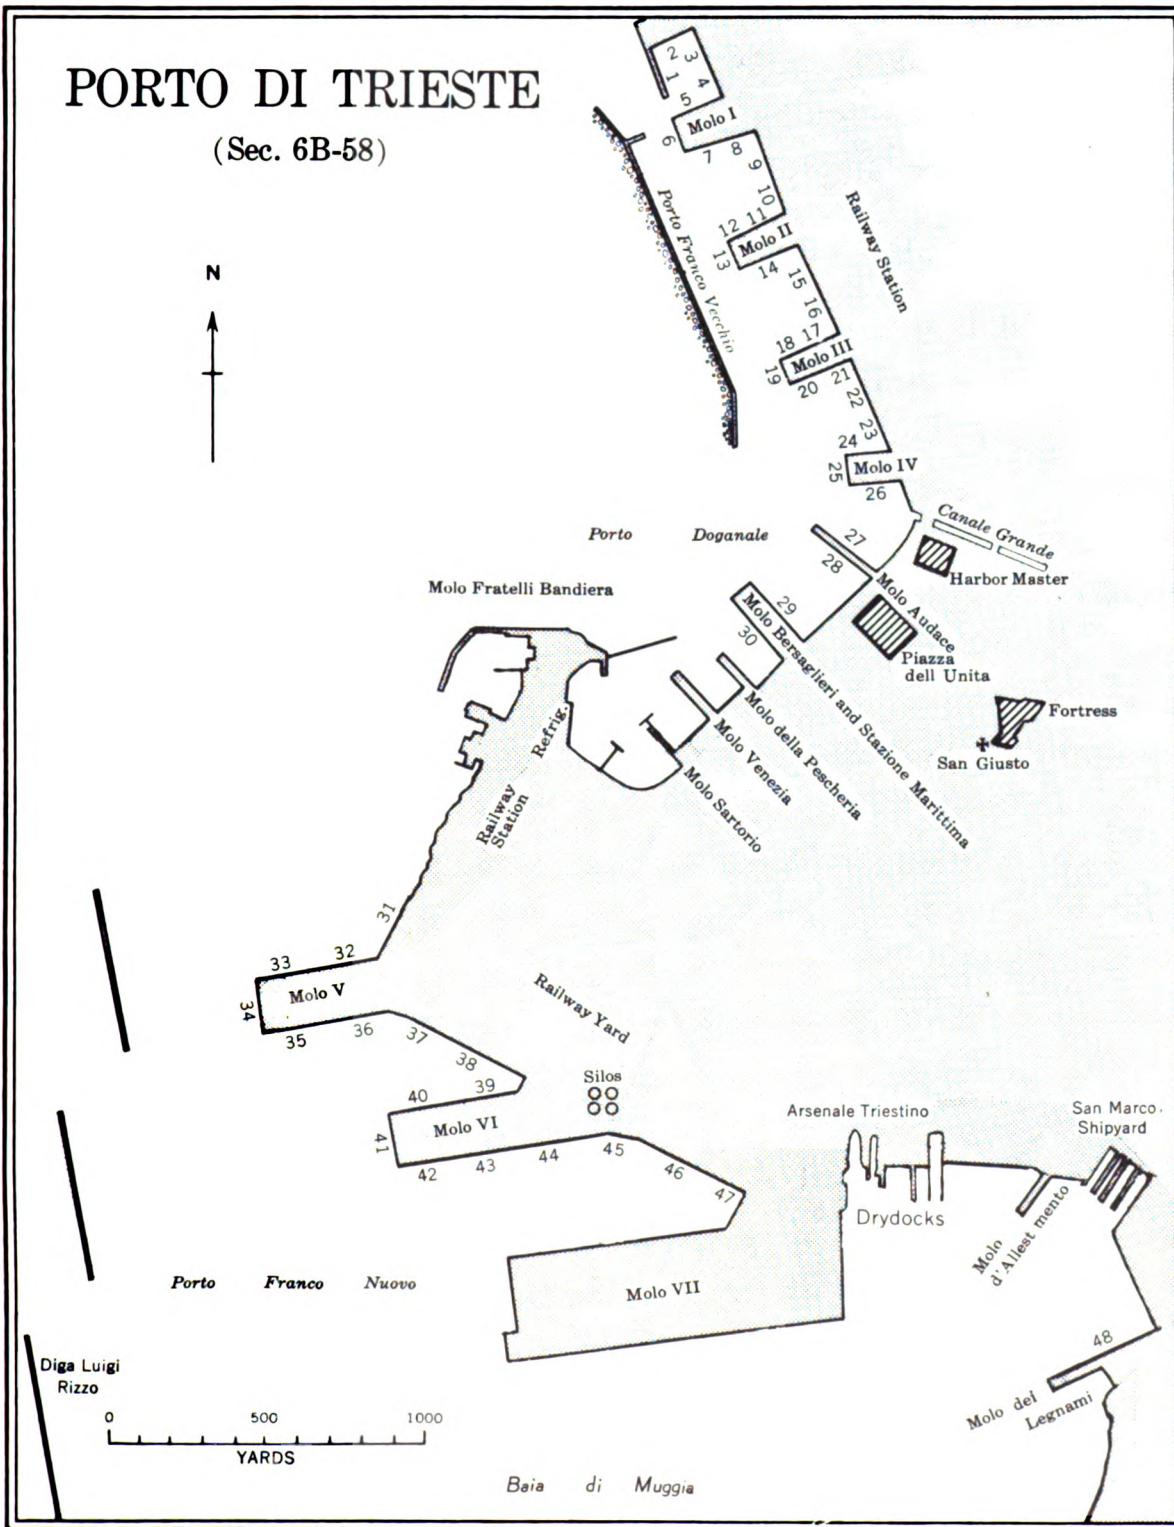 PORTO DI TRIESTE
(Sec. 6B-58)
N
2
3
1
4
5
Molo I
6
7
8
9
10
Porto Franco Vecchio
Railway Station
12
11
Molo II
13
14
15
16
18
17
Molo III
19
20
21
22
23
24
25
Molo IV
26
Canale Grande
Porto Doganale
27
28
Harbor Master
Molo Audace
Molo Fratelli Bandiera
29
30
Molo Bersaglieri and Stazione Marittima
Piazza
dell Unita
Fortress
San Giusto
Molo della Pescheria
Molo Venezia
Molo Sartorio
Refrig.
Railway
Station
31
33
32
Molo V
34
35
36
37
38
Railway Yard
Silos
40
39
41
Molo VI
42
43
44
45
46
47
Arsenale Triestino
San Marco
Shipyard
Drydocks
Molo
d'Allest mento
Porto Franco Nuovo
Molo VII
48
Molo dei
Legnami
Diga Luigi
Rizzo
0 500 1000
YARDS
Baia di Muggia